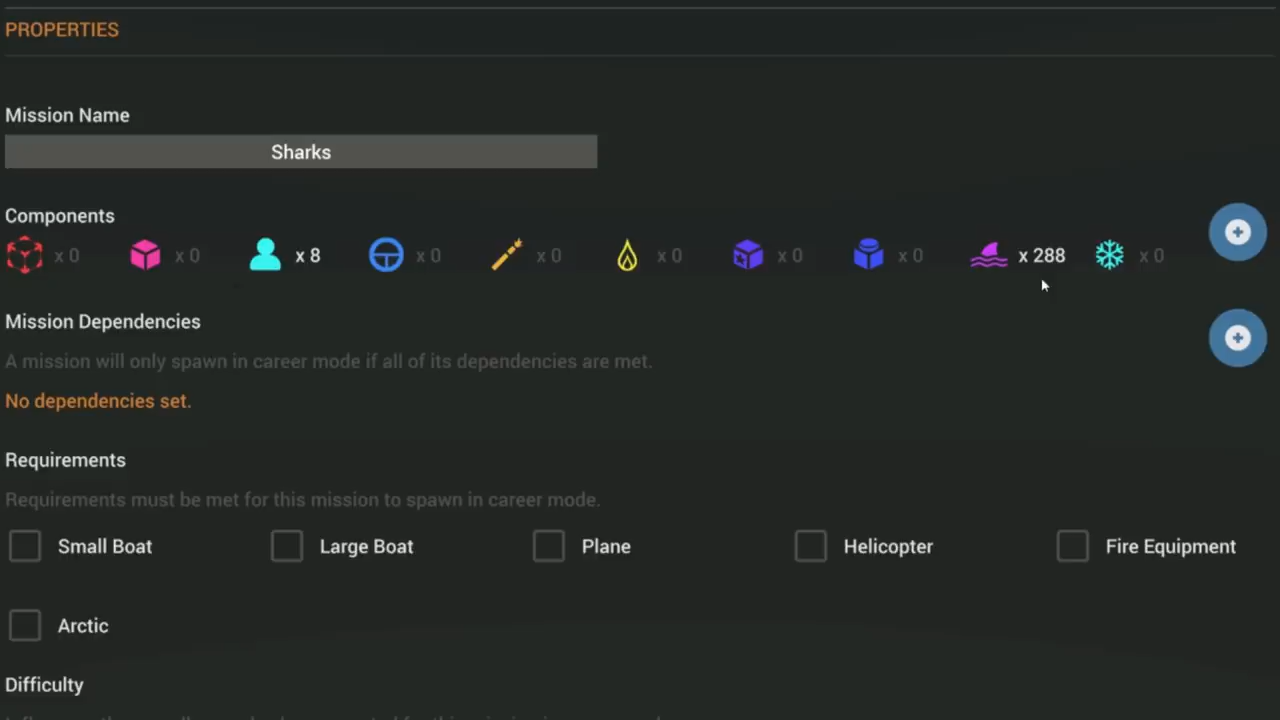 PROPERTIES
Mission Name
Sharks
Components
x 0 x 0 x 8 x 0 x 0 x 0 x 0 x 0 x 288 x 0
Mission Dependencies
A mission will only spawn in career mode if all of its dependencies are met.
No dependencies set.
Requirements
Requirements must be met for this mission to spawn in career mode.
Small Boat Large Boat Plane Helicopter Fire Equipment
Arctic
Difficulty